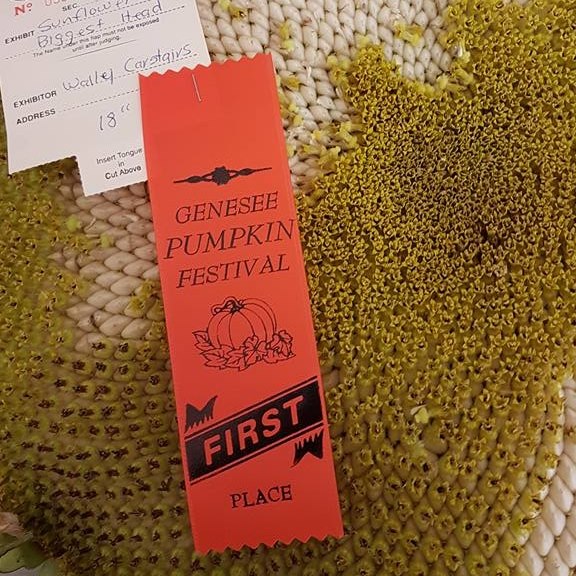 Nº
SEC.
EXHIBIT Sunflower
Biggest Head
The Name under this flap must not be exposed
until after judging.
EXHIBITOR Walley Carstairs
ADDRESS
18"
Insert Tongue
in
Cut Above
GENESEE
PUMPKIN
FESTIVAL
FIRST
PLACE